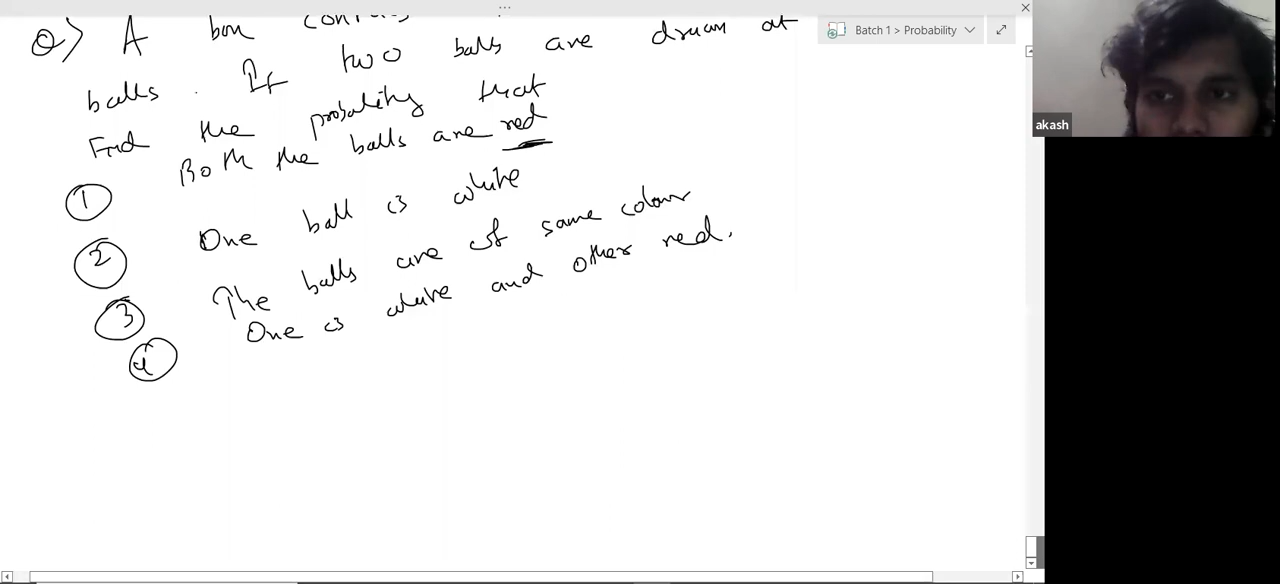 Q) A box contains
balls. If two balls are drawn at
Find the probality that
① Both the balls are red
② One ball is white
③ The balls are of same colour
④ One is white and other red.
Batch 1 > Probability
akash